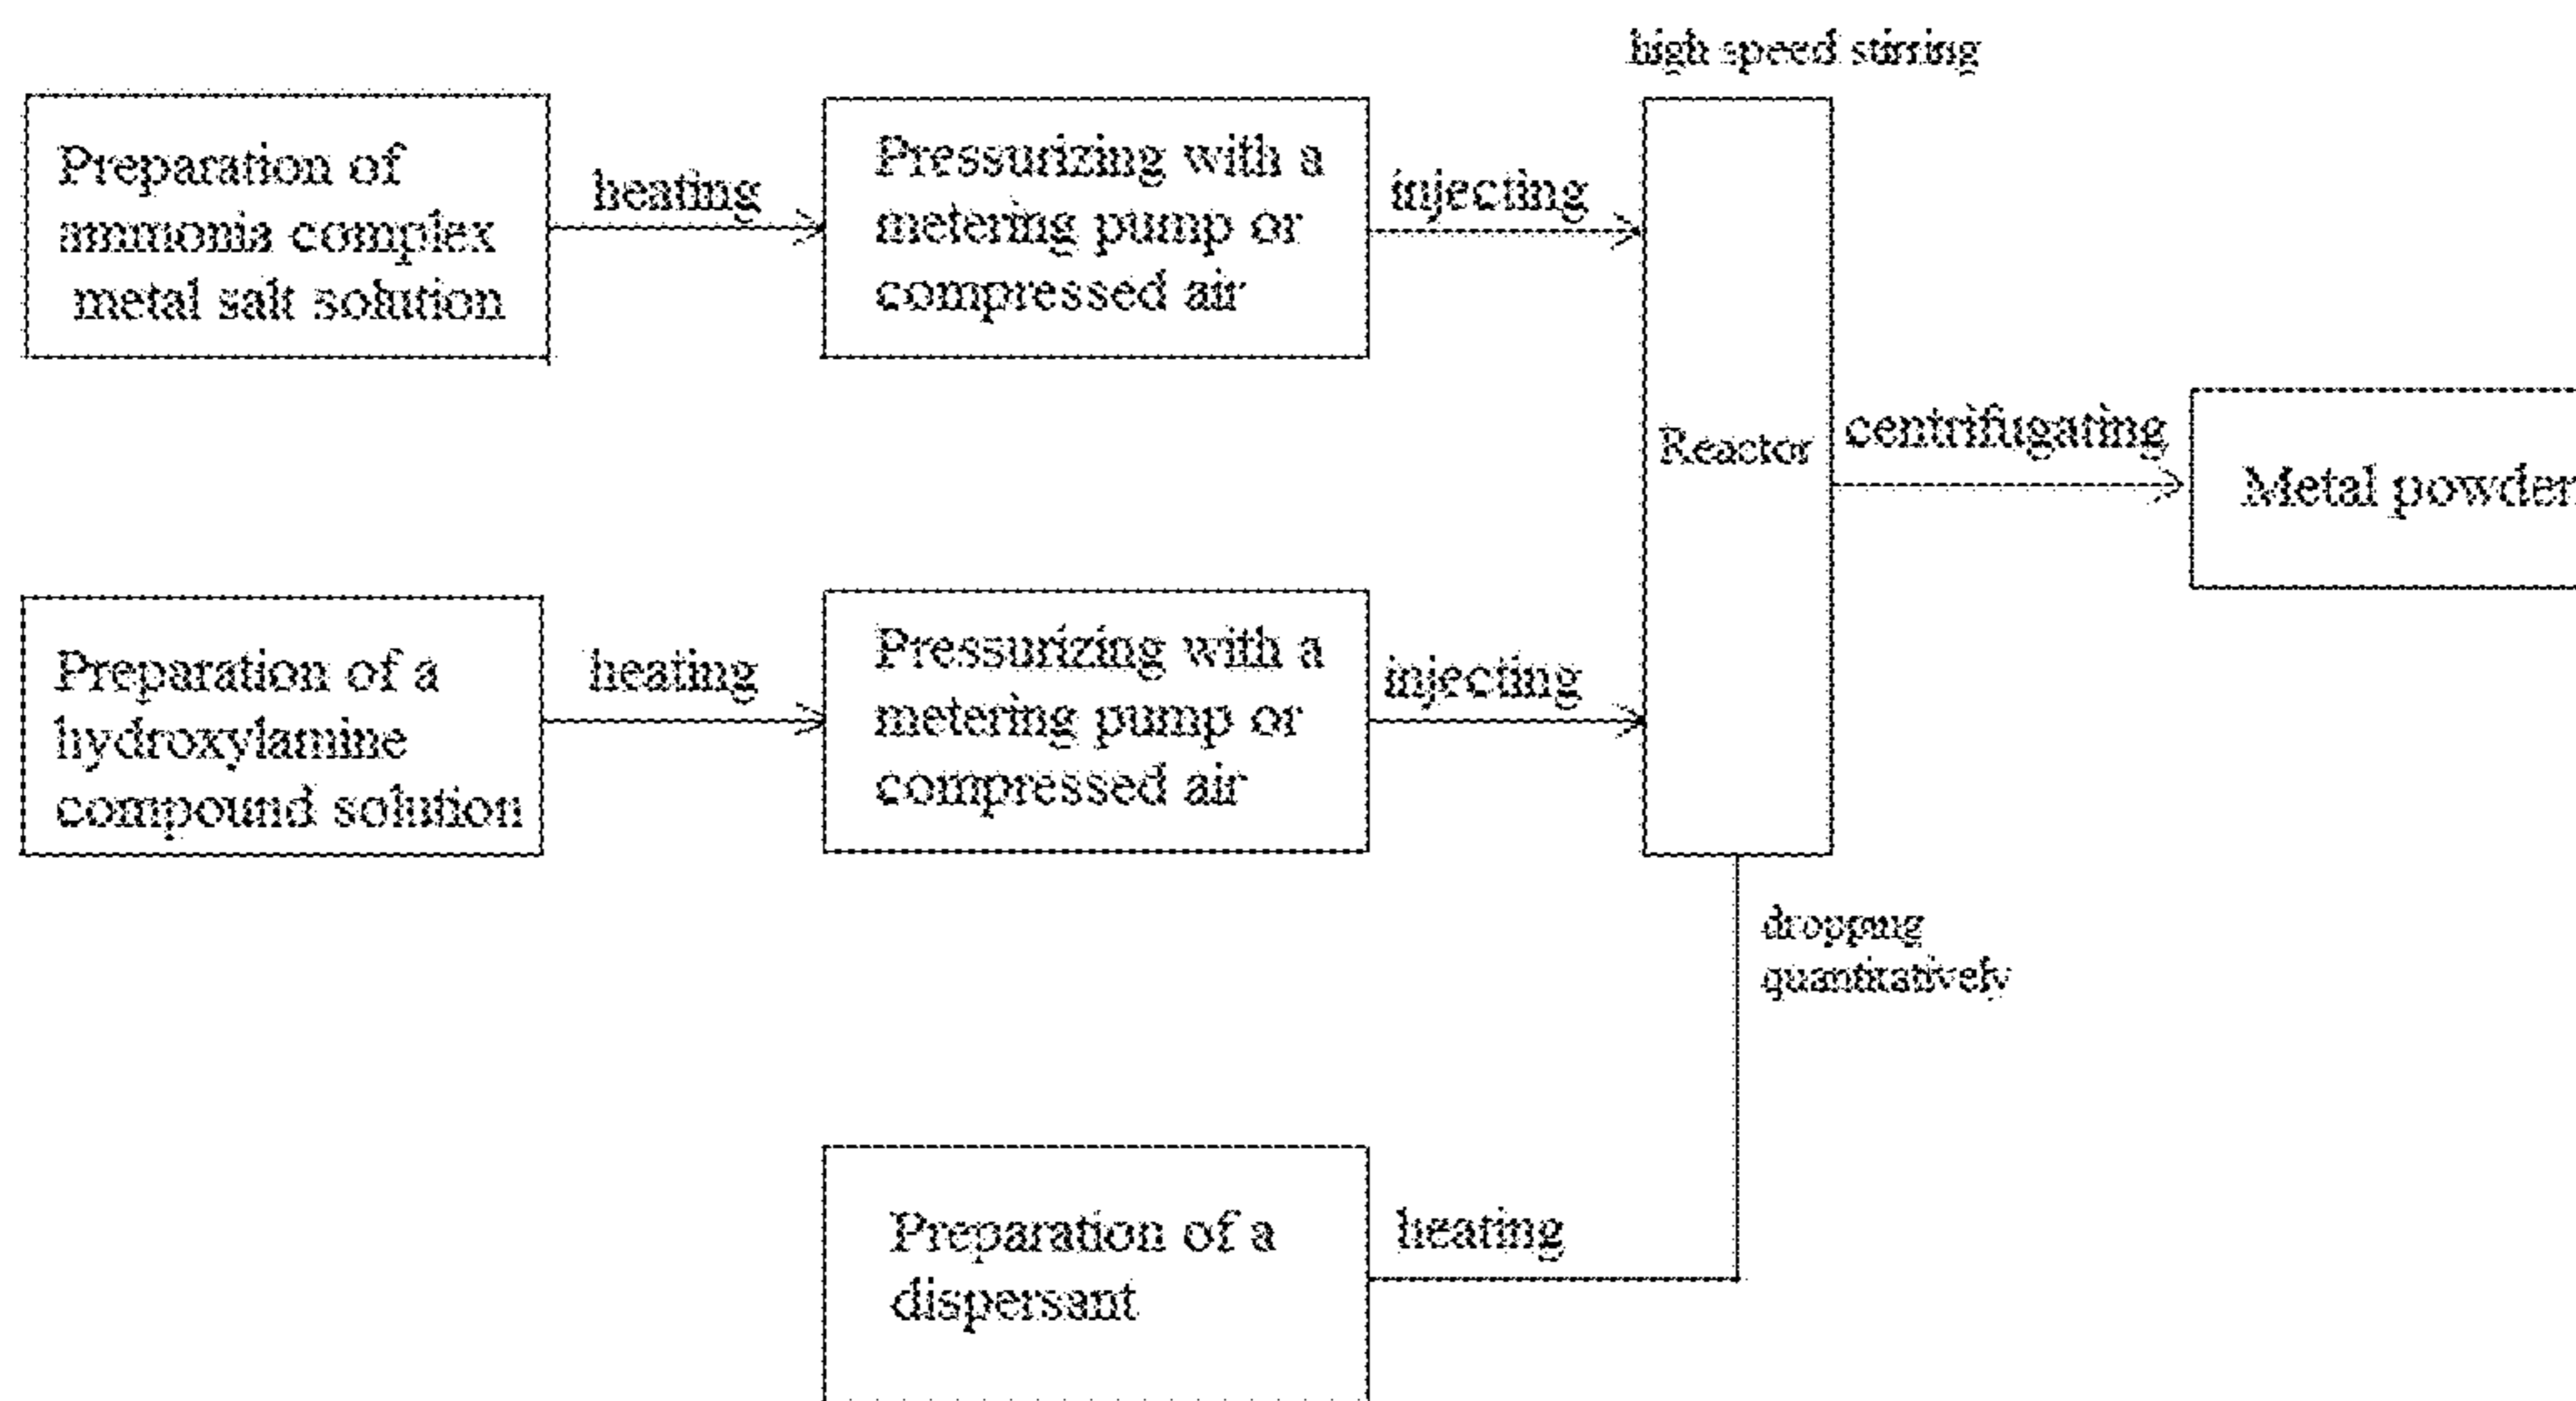 high speed stirring
Preparation of
ammonia complex
metal salt solution
heating
Pressurizing with a
metering pump or
compressed air
injecting
Reactor
centrifugating
Metal powder
Preparation of a
hydroxylamine
compound solution
heating
Pressurizing with a
metering pump or
compressed air
injecting
dropping
quantitatively
Preparation of a
dispersant
heating